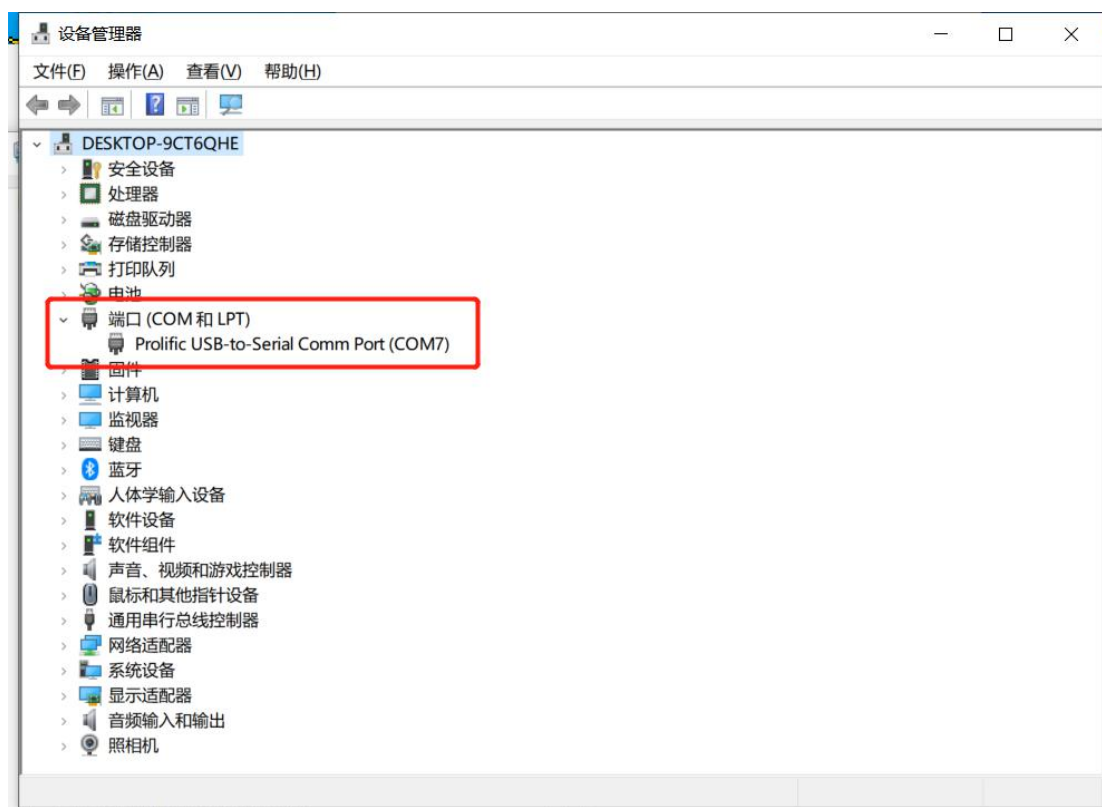 设备管理器
文件(F) 操作(A) 查看(V) 帮助(H)
DESKTOP-9CT6QHE
安全设备
处理器
磁盘驱动器
存储控制器
打印队列
电池
端口 (COM 和 LPT)
Prolific USB-to-Serial Comm Port (COM7)
固件
计算机
监视器
键盘
蓝牙
人体学输入设备
软件设备
软件组件
声音、视频和游戏控制器
鼠标和其他指针设备
通用串行总线控制器
网络适配器
系统设备
显示适配器
音频输入和输出
照相机